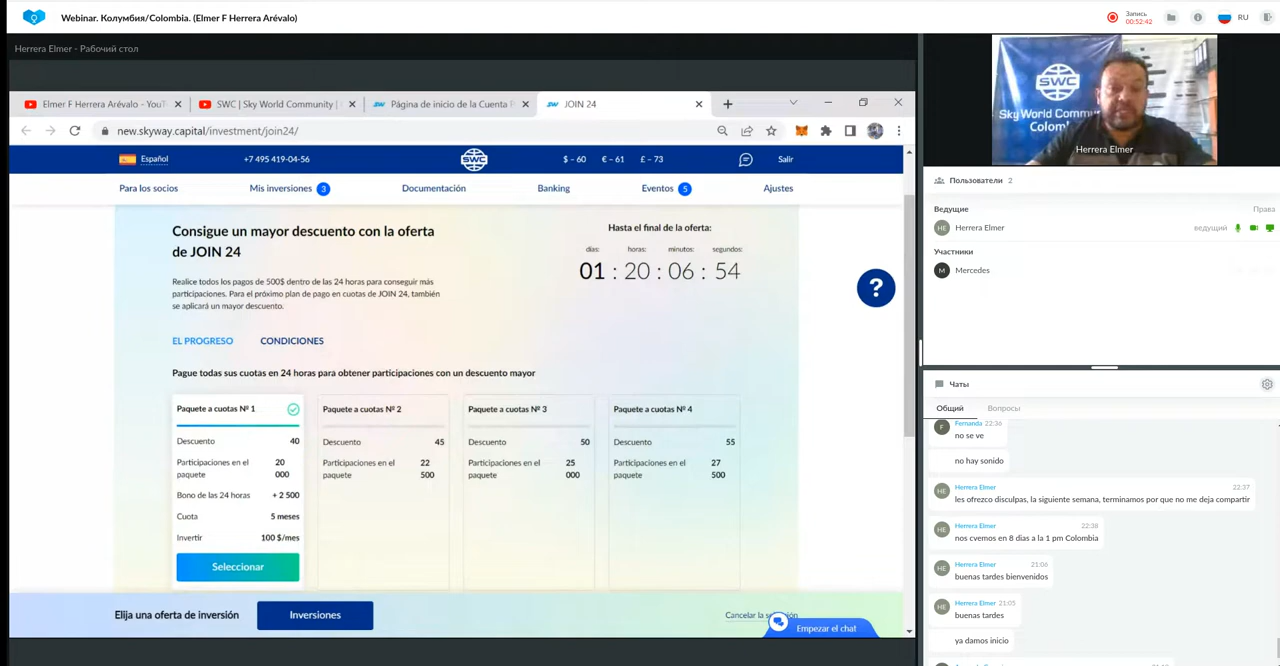 Webinar. Колумбия/Colombia. (Elmer F Herrera Arévalo)
Запись
00:52:42
RU
Herrera Elmer - Рабочий стол
Elmer F Herrera Arévalo - YouT
SWC | Sky World Community |
Página de inicio de la Cuenta P
JOIN 24
new.skyway.capital/investment/join24/
Español
+7 495 419-04-56
SWC
$ – 60
€ – 61
£ – 73
Salir
Para los socios
Mis inversiones 3
Documentación
Banking
Eventos 5
Ajustes
Consigue un mayor descuento con la oferta
de JOIN 24
Realice todos los pagos de 500$ dentro de las 24 horas para conseguir más
participaciones. Para el próximo plan de pago en cuotas de JOIN 24, también
se aplicará un mayor descuento.
Hasta el final de la oferta:
días: horas: minutos: segundos:
01 : 20 : 06 : 54
?
EL PROGRESO
CONDICIONES
Pague todas sus cuotas en 24 horas para obtener participaciones con un descuento mayor
Paquete a cuotas Nº 1
Descuento 40
Participaciones en el 20
paquete 000
Bono de las 24 horas + 2 500
Cuota 5 meses
Invertir 100 $/mes
Seleccionar
Paquete a cuotas Nº 2
Descuento 45
Participaciones en el 22
paquete 500
Paquete a cuotas Nº 3
Descuento 50
Participaciones en el 25
paquete 000
Paquete a cuotas Nº 4
Descuento 55
Participaciones en el 27
paquete 500
Elija una oferta de inversión
Inversiones
Cancelar la
Empezar el chat
SWC
Sky World Commu
Colom
Herrera Elmer
Пользователи 2
Ведущие
Права
HE Herrera Elmer
ведущий
Участники
M Mercedes
Чаты
Общий
Вопросы
F Fernanda 22:36
no se ve
no hay sonido
HE Herrera Elmer 22:37
les ofrezco disculpas, la siguiente semana, terminamos por que no me deja compartir
HE Herrera Elmer 22:38
nos cvemos en 8 dias a la 1 pm Colombia
HE Herrera Elmer 21:06
buenas tardes bienvenidos
HE Herrera Elmer 21:05
buenas tardes
ya damos inicio